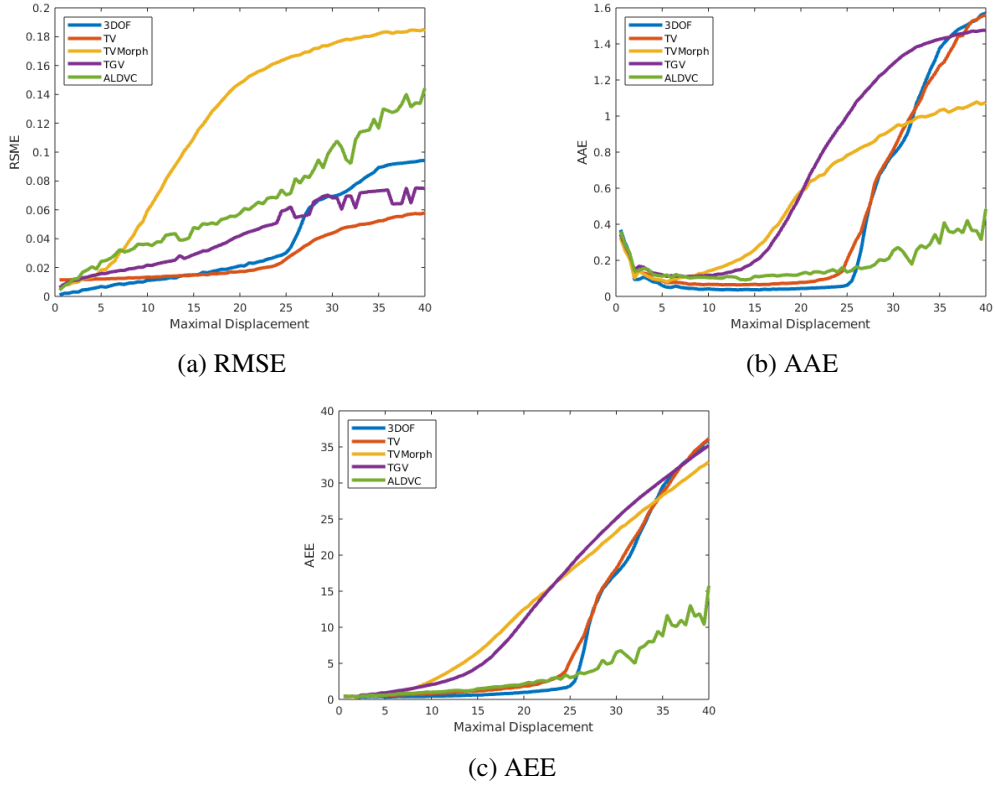 0.2
0.18
0.16
0.14
0.12
0.1
0.08
0.06
0.04
0.02
0
RSME
3DOF
TV
TVMorph
TGV
ALDVC
0 5 10 15 20 25 30 35 40
Maximal Displacement
(a) RMSE
1.6
1.4
1.2
1
0.8
0.6
0.4
0.2
0
AAE
3DOF
TV
TVMorph
TGV
ALDVC
0 5 10 15 20 25 30 35 40
Maximal Displacement
(b) AAE
40
35
30
25
20
15
10
5
0
AEE
3DOF
TV
TVMorph
TGV
ALDVC
0 5 10 15 20 25 30 35 40
Maximal Displacement
(c) AEE